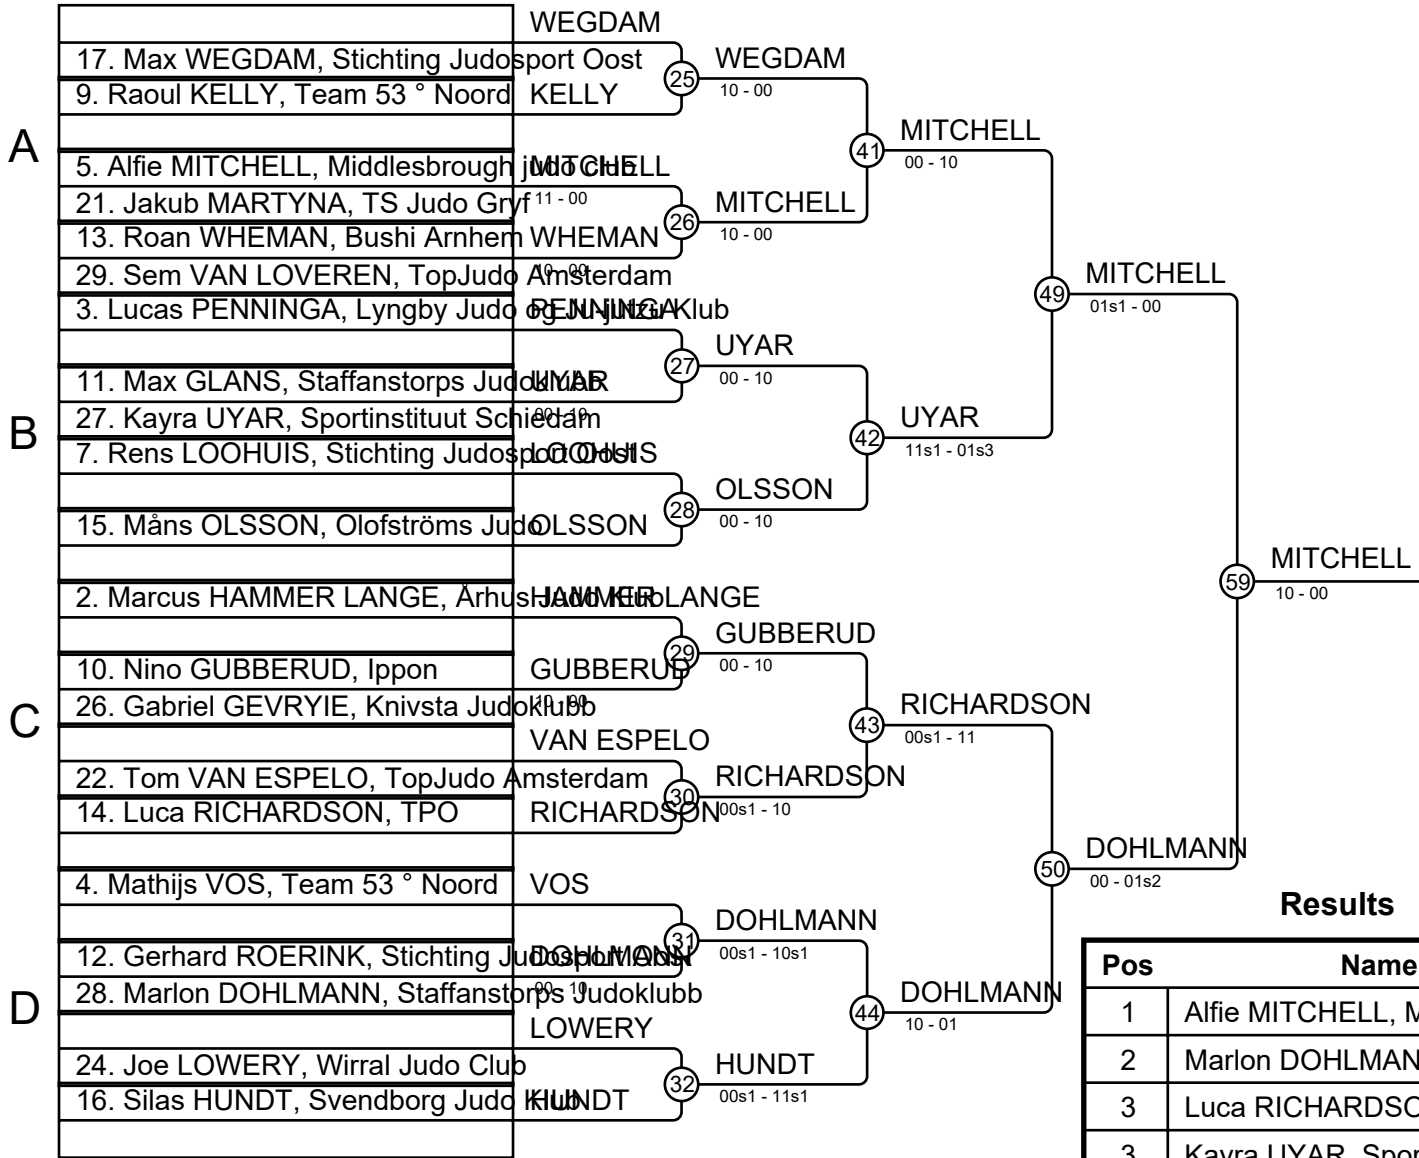 WEGDAM
17. Max WEGDAM, Stichting Judosport Oost
25
WEGDAM
10 - 00
9. Raoul KELLY, Team 53 ° Noord
KELLY
A
41
MITCHELL
00 - 10
5. Alfie MITCHELL, Middlesbrough judo club
MITCHELL
21. Jakub MARTYNA, TS Judo Gryf
11 - 00
26
MITCHELL
10 - 00
13. Roan WHEMAN, Bushi Arnhem
WHEMAN
29. Sem VAN LOVEREN, TopJudo Amsterdam
10 - 00
49
MITCHELL
01s1 - 00
3. Lucas PENNINGA, Lyngby Judo og Ju-jutzu Klub
PENNINGA
27
UYAR
00 - 10
11. Max GLANS, Staffanstorps Judoklubb
UYAR
B
27. Kayra UYAR, Sportinstituut Schiedam
00 - 10
42
UYAR
11s1 - 01s3
7. Rens LOOHUIS, Stichting Judosport Oost
LOOHUIS
28
OLSSON
00 - 10
15. Måns OLSSON, Olofströms Judo
OLSSON
59
MITCHELL
10 - 00
2. Marcus HAMMER LANGE, Århus Judo Klub
HAMMER LANGE
29
GUBBERUD
00 - 10
10. Nino GUBBERUD, Ippon
GUBBERUD
26. Gabriel GEVRYIE, Knivsta Judoklubb
10 - 00
C
43
RICHARDSON
00s1 - 11
VAN ESPELO
22. Tom VAN ESPELO, TopJudo Amsterdam
30
RICHARDSON
00s1 - 10
14. Luca RICHARDSON, TPO
RICHARDSON
50
DOHLMANN
00 - 01s2
4. Mathijs VOS, Team 53 ° Noord
VOS
31
DOHLMANN
00s1 - 10s1
12. Gerhard ROERINK, Stichting Judosport Oost
DOHLMANN
28. Marlon DOHLMANN, Staffanstorps Judoklubb
00 - 10
D
44
DOHLMANN
10 - 01
LOWERY
24. Joe LOWERY, Wirral Judo Club
32
HUNDT
00s1 - 11s1
16. Silas HUNDT, Svendborg Judo Klub
HUNDT
Results
Pos Name
1 Alfie MITCHELL, M
2 Marlon DOHLMAN
3 Luca RICHARDSO
3 Kayra UYAR, Spor